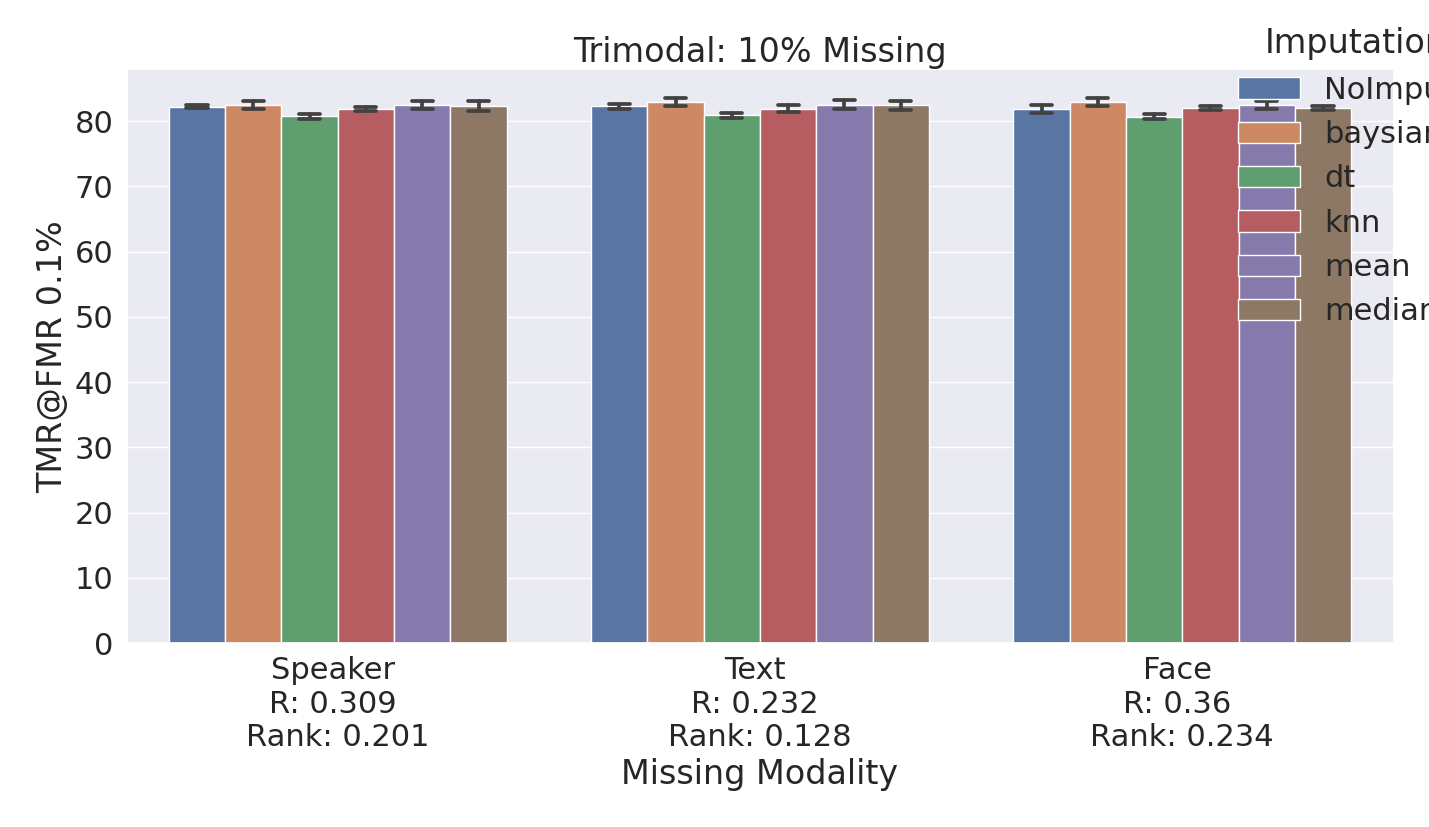 Trimodal: 10% Missing
Imputation
NoImpu
baysian
dt
knn
mean
median
TMR@FMR 0.1%
80
70
60
50
40
30
20
10
0
Speaker
R: 0.309
Rank: 0.201
Text
R: 0.232
Rank: 0.128
Face
R: 0.36
Rank: 0.234
Missing Modality